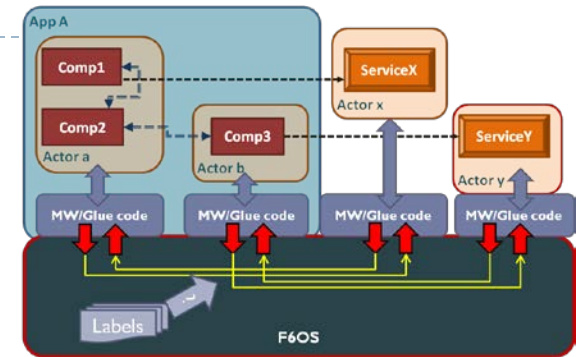 App A
Comp1
Comp2
Actor a
Comp3
Actor b
ServiceX
Actor x
ServiceY
Actor y
MW/Glue code
MW/Glue code
MW/Glue code
MW/Glue code
Labels
F6OS